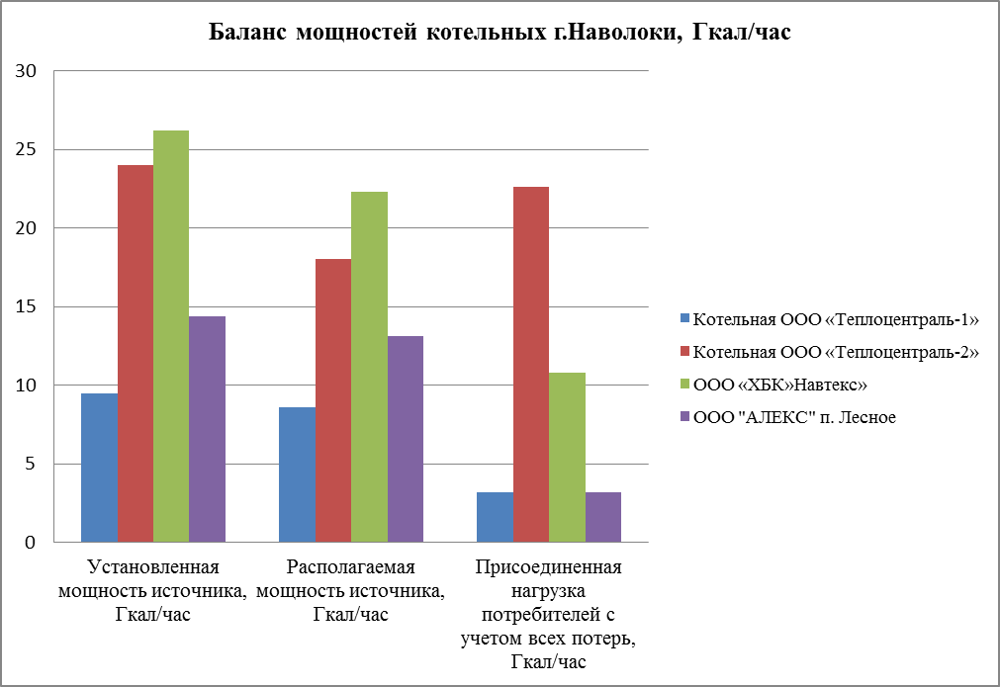 Баланс мощностей котельных г.Наволоки, Гкал/час
30
25
20
15
10
5
0
Установленная
мощность источника,
Гкал/час
Располагаемая
мощность источника,
Гкал/час
Присоединенная
нагрузка
потребителей с
учетом всех потерь,
Гкал/час
Котельная ООО «Теплоцентраль-1»
Котельная ООО «Теплоцентраль-2»
ООО «ХБК»Навтекс»
ООО "АЛЕКС" п. Лесное